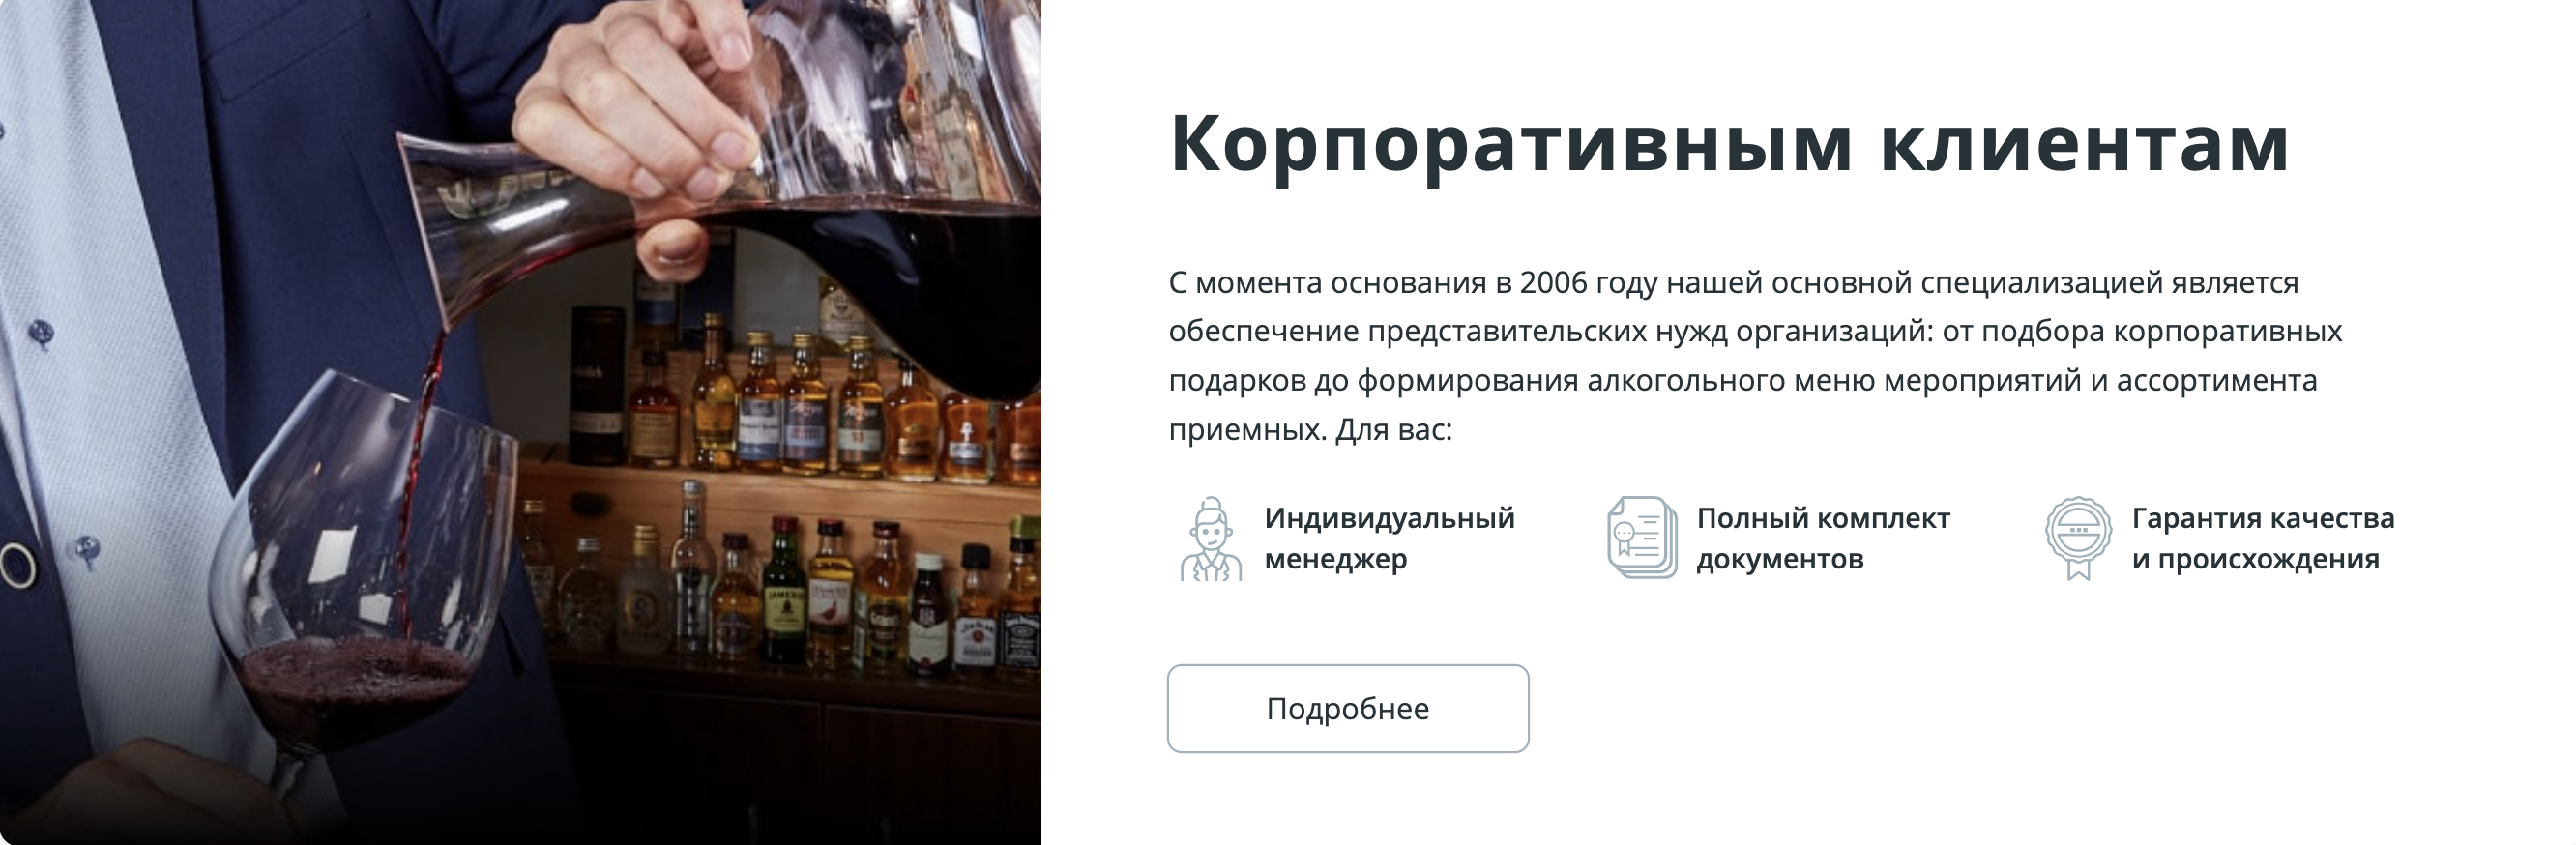 Корпоративным клиентам
С момента основания в 2006 году нашей основной специализацией является
обеспечение представительских нужд организаций: от подбора корпоративных
подарков до формирования алкогольного меню мероприятий и ассортимента
приемных. Для вас:
Индивидуальный
менеджер
Полный комплект
документов
Гарантия качества
и происхождения
Подробнее
JAMESON